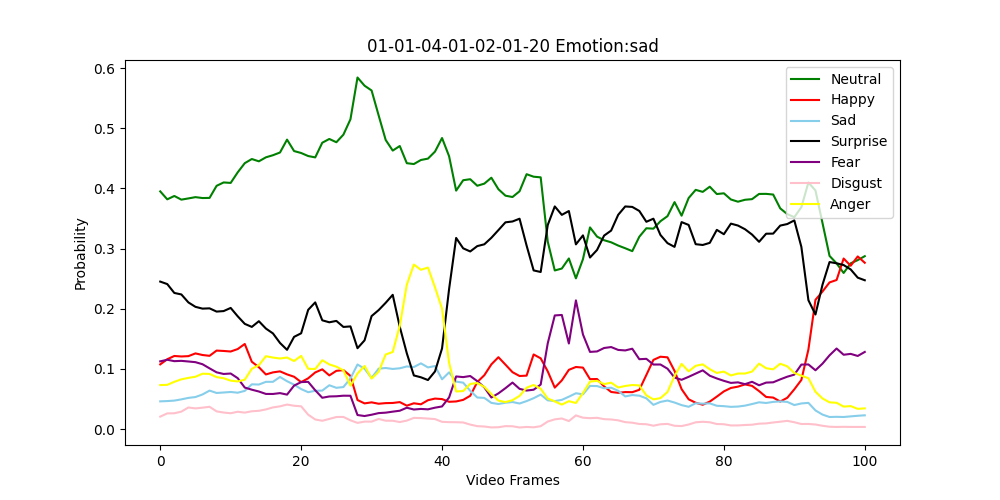 01-01-04-01-02-01-20 Emotion:sad
Probability
0.6
0.5
0.4
0.3
0.2
0.1
0.0
0
20
40
60
80
100
Video Frames
Neutral
Happy
Sad
Surprise
Fear
Disgust
Anger